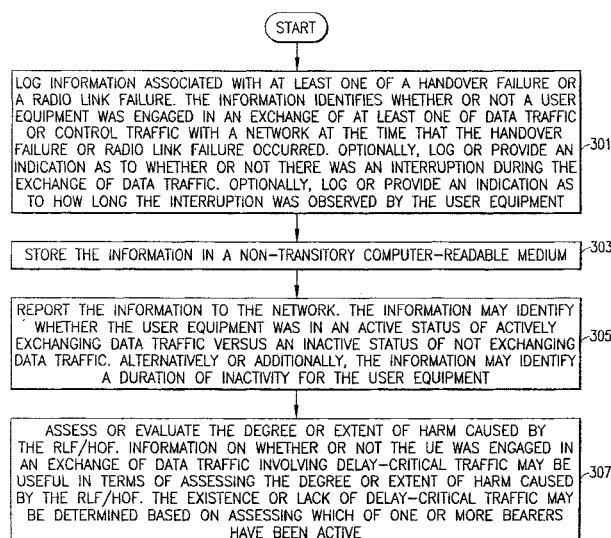 START
LOG INFORMATION ASSOCIATED WITH AT LEAST ONE OF A HANDOVER FAILURE OR
A RADIO LINK FAILURE. THE INFORMATION IDENTIFIES WHETHER OR NOT A USER
EQUIPMENT WAS ENGAGED IN AN EXCHANGE OF AT LEAST ONE OF DATA TRAFFIC
OR CONTROL TRAFFIC WITH A NETWORK AT THE TIME THAT THE HANDOVER
FAILURE OR RADIO LINK FAILURE OCCURRED. OPTIONALLY, LOG OR PROVIDE AN
INDICATION AS TO WHETHER OR NOT THERE WAS AN INTERRUPTION DURING THE
EXCHANGE OF DATA TRAFFIC. OPTIONALLY, LOG OR PROVIDE AN INDICATION AS
TO HOW LONG THE INTERRUPTION WAS OBSERVED BY THE USER EQUIPMENT
301
STORE THE INFORMATION IN A NON-TRANSITORY COMPUTER-READABLE MEDIUM
303
REPORT THE INFORMATION TO THE NETWORK. THE INFORMATION MAY IDENTIFY
WHETHER THE USER EQUIPMENT WAS IN AN ACTIVE STATUS OF ACTIVELY
EXCHANGING DATA TRAFFIC VERSUS AN INACTIVE STATUS OF NOT EXCHANGING
DATA TRAFFIC. ALTERNATIVELY OR ADDITIONALLY, THE INFORMATION MAY IDENTIFY
A DURATION OF INACTIVITY FOR THE USER EQUIPMENT
305
ASSESS OR EVALUATE THE DEGREE OR EXTENT OF HARM CAUSED BY
THE RLF/HOF. INFORMATION ON WHETHER OR NOT THE UE WAS ENGAGED IN
AN EXCHANGE OF DATA TRAFFIC INVOLVING DELAY-CRITICAL TRAFFIC MAY BE
USEFUL IN TERMS OF ASSESSING THE DEGREE OR EXTENT OF HARM CAUSED
BY THE RLF/HOF. THE EXISTENCE OR LACK OF DELAY-CRITICAL TRAFFIC MAY
BE DETERMINED BASED ON ASSESSING WHICH OF ONE OR MORE BEARERS
HAVE BEEN ACTIVE
307